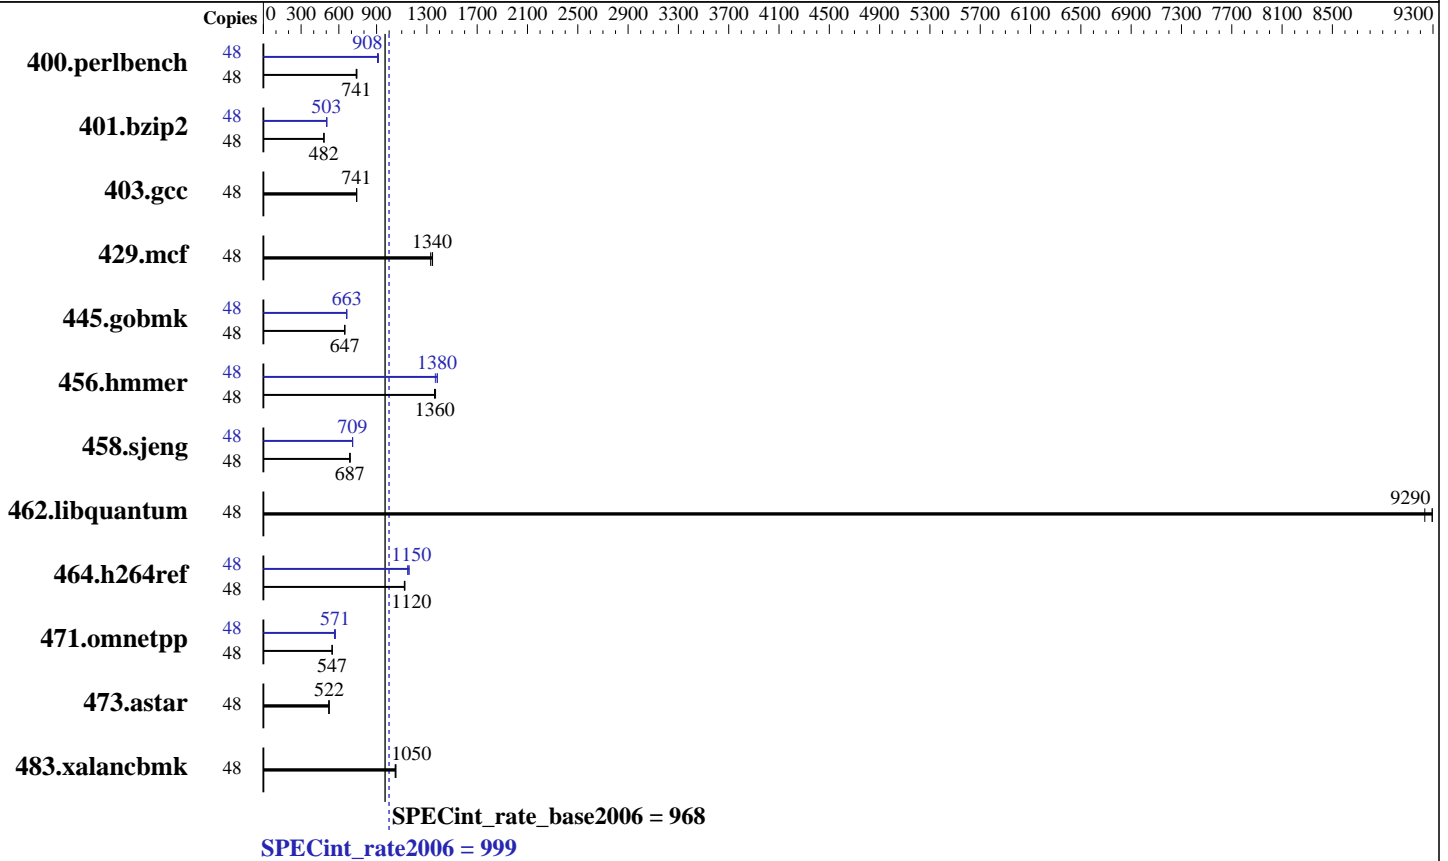 Copies 0 300 600 900 1300 1700 2100 2500 2900 3300 3700 4100 4500 4900 5300 5700 6100 6500 6900 7300 7700 8100 8500 9300
400.perlbench 48 908
48 741
401.bzip2 48 503
48 482
403.gcc 48 741
429.mcf 48 1340
445.gobmk 48 663
48 647
456.hmmer 48 1380
48 1360
458.sjeng 48 709
48 687
462.libquantum 48 9290
464.h264ref 48 1150
48 1120
471.omnetpp 48 571
48 547
473.astar 48 522
483.xalancbmk 48 1050
SPECint_rate_base2006 = 968
SPECint_rate2006 = 999